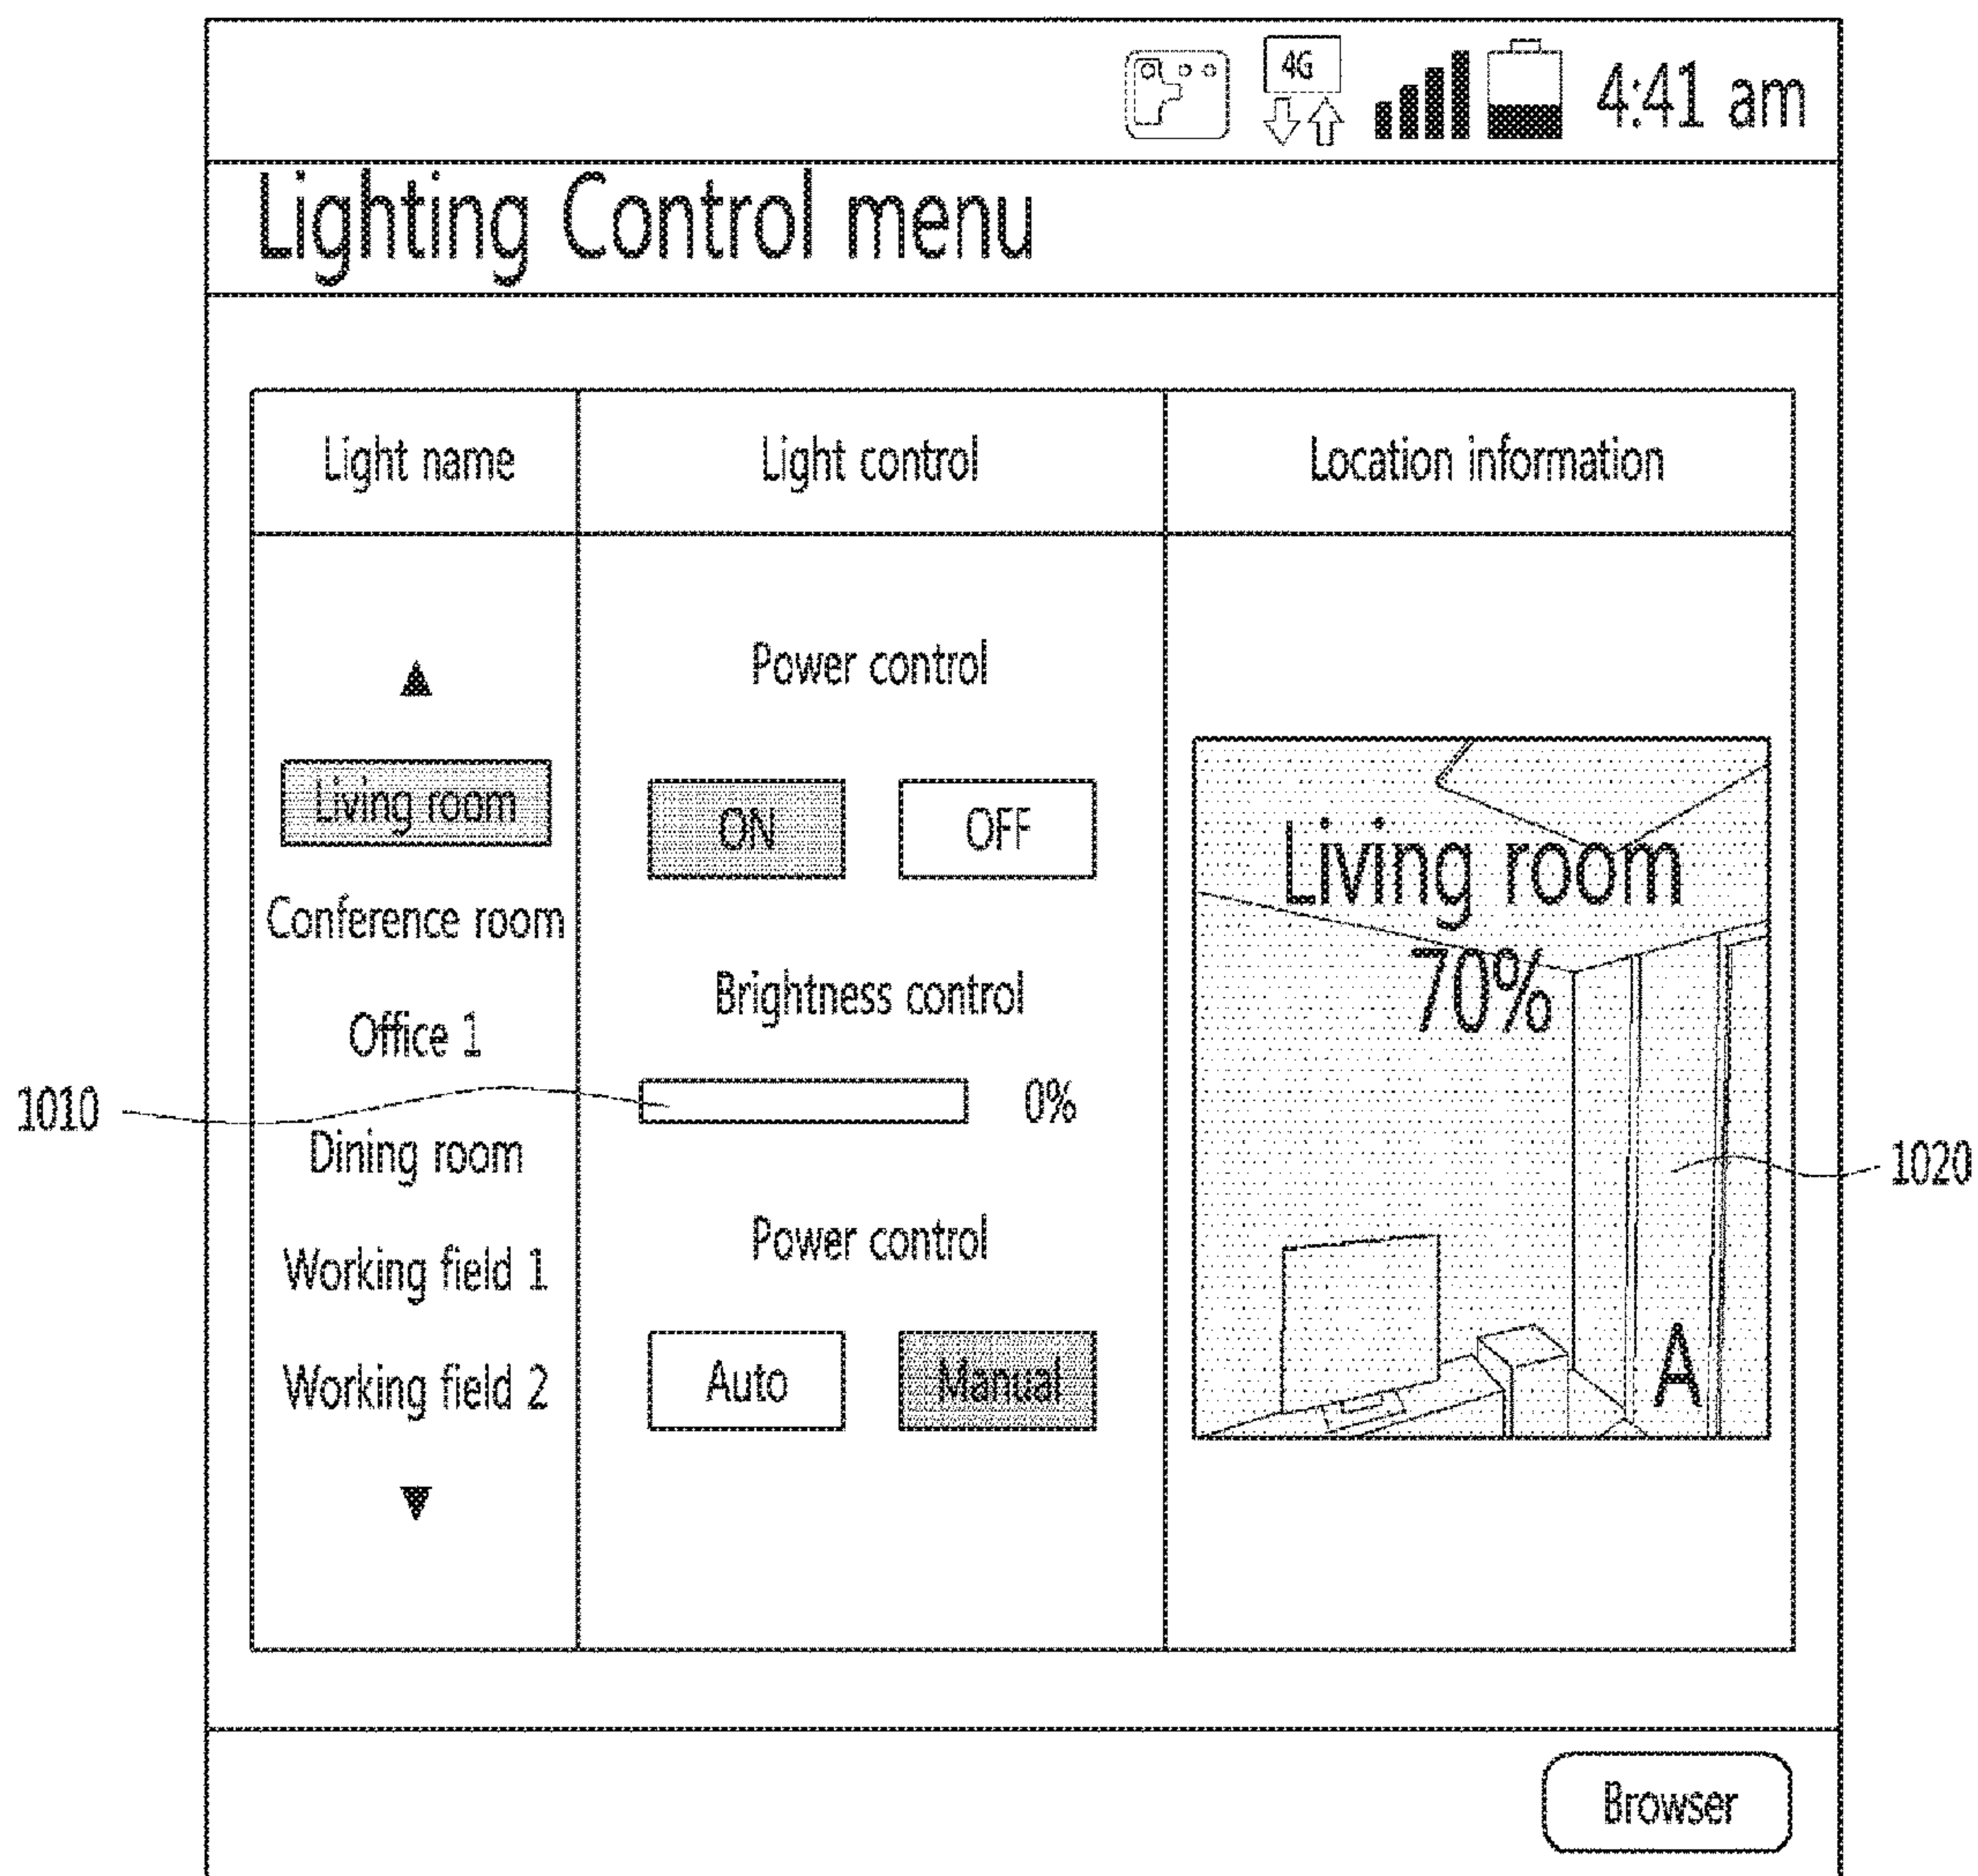 4G
4:41 am
Lighting Control menu
Light name
Light control
Location information
▲
Living room
Conference room
Office 1
Dining room
Working field 1
Working field 2
▼
Power control
ON OFF
Brightness control
0%
Power control
Auto Manual
Living room
70%
A
1010
1020
Browser